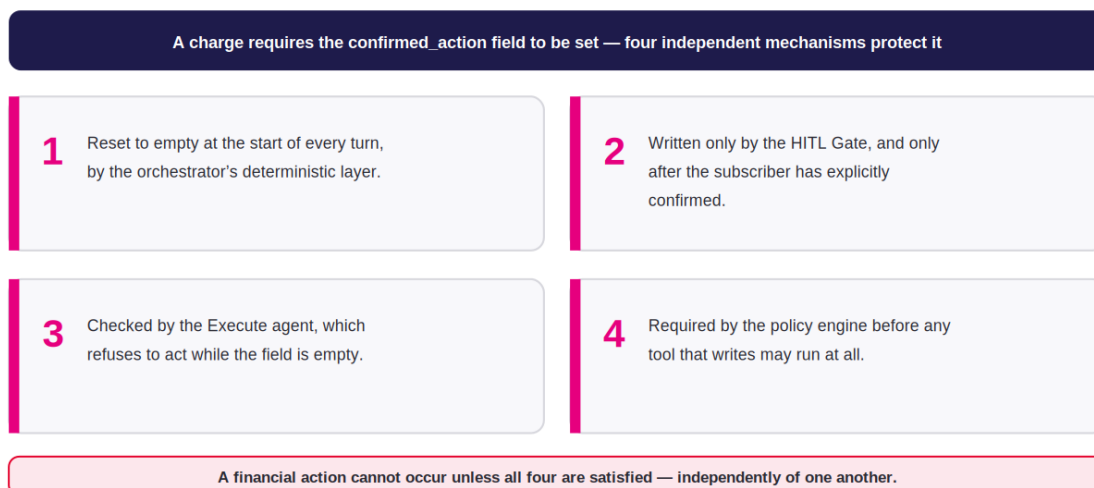 A charge requires the confirmed_action field to be set — four independent mechanisms protect it
1
Reset to empty at the start of every turn,
by the orchestrator’s deterministic layer.
2
Written only by the HITL Gate, and only
after the subscriber has explicitly
confirmed.
3
Checked by the Execute agent, which
refuses to act while the field is empty.
4
Required by the policy engine before any
tool that writes may run at all.
A financial action cannot occur unless all four are satisfied — independently of one another.